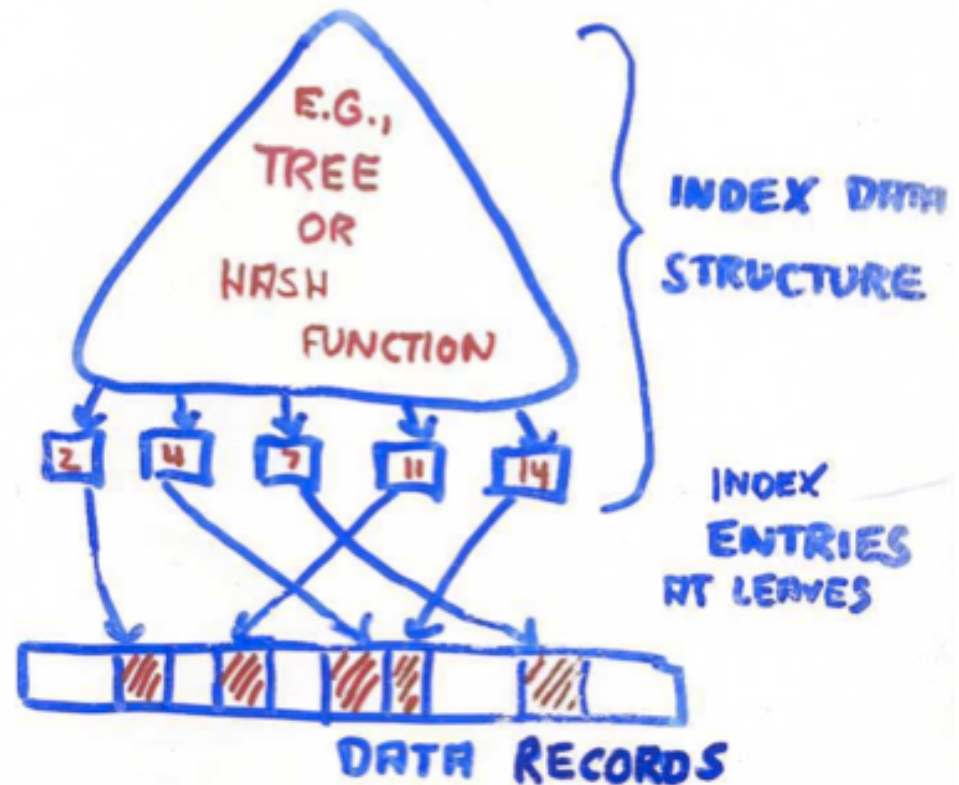 E.G.,
TREE
OR
HASH
FUNCTION
INDEX DATA
STRUCTURE
2 4 7 11 14
INDEX
ENTRIES
AT LEAVES
DATA RECORDS